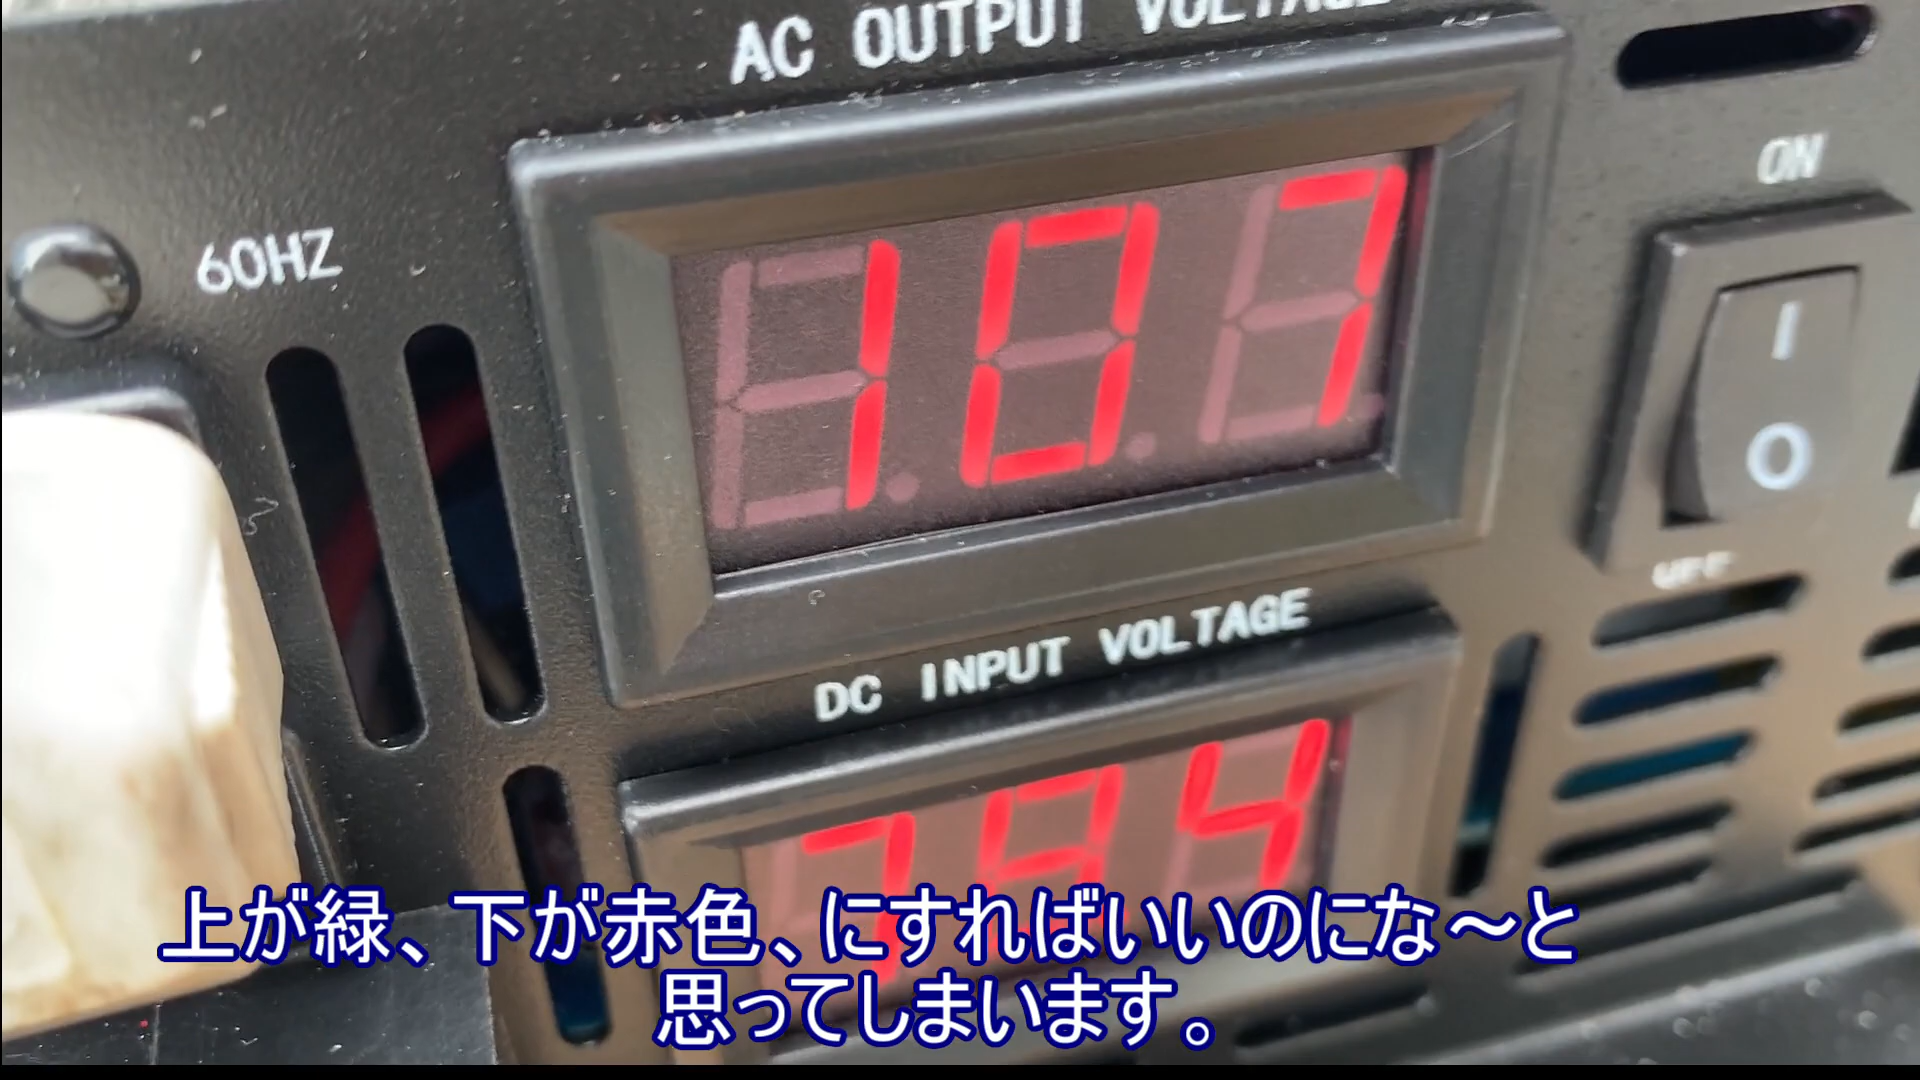 AC OUTPUT VOLTAGE
60HZ
107
ON
I
O
OFF
DC INPUT VOLTAGE
上が緑、下が赤色、にすればいいのにな～と
思ってしまいます。